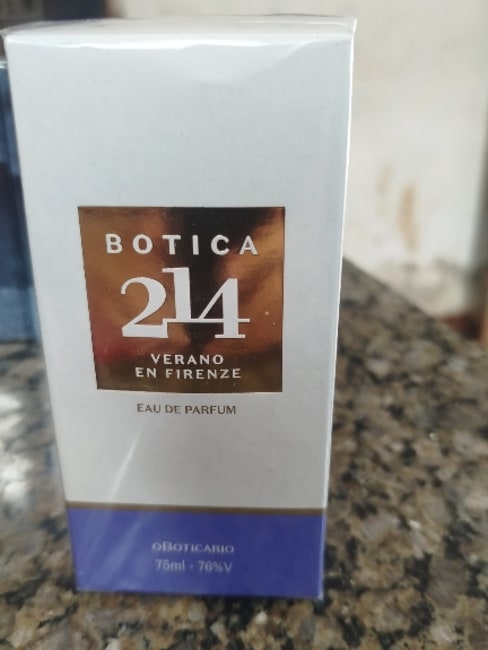 BOTICA
214
VERANO
EN FIRENZE
EAU DE PARFUM
oBOTICARIO
75ml - 76%V